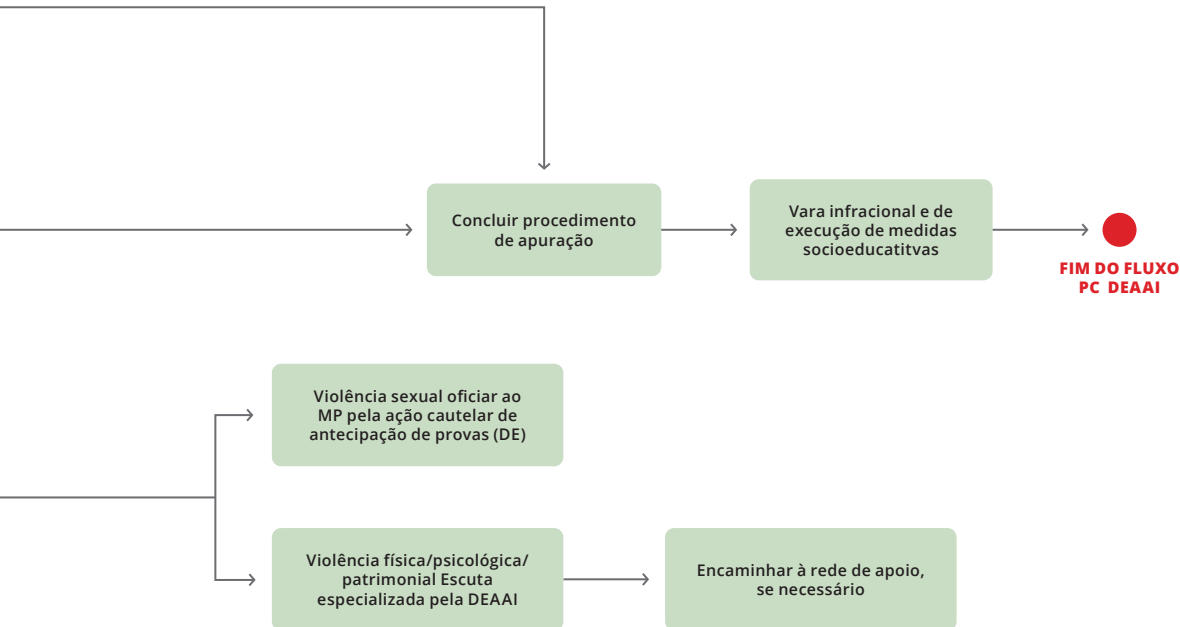 Concluir procedimento
de apuração
Vara infracional e de
execução de medidas
socioeducatitvas
FIM DO FLUXO
PC DEAAI
Violência sexual oficiar ao
MP pela ação cautelar de
antecipação de provas (DE)
Violência física/psicológica/
patrimonial Escuta
especializada pela DEAAI
Encaminhar à rede de apoio,
se necessário